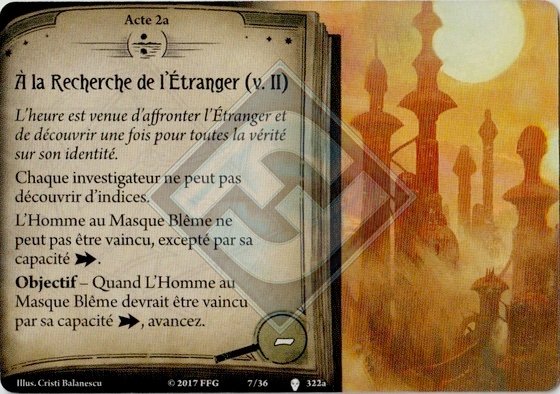 Acte 2a
À la Recherche de l'Étranger (v. II)
L'heure est venue d'affronter l'Étranger et
de découvrir une fois pour toutes la vérité
sur son identité.
Chaque investigateur ne peut pas
découvrir d'indices.
L'Homme au Masque Blême ne
peut pas être vaincu, excepté par sa
capacité .
Objectif – Quand L'Homme au
Masque Blême devrait être vaincu
par sa capacité , avancez.
–
Illus. Cristi Balanescu © 2017 FFG 7/36 322a